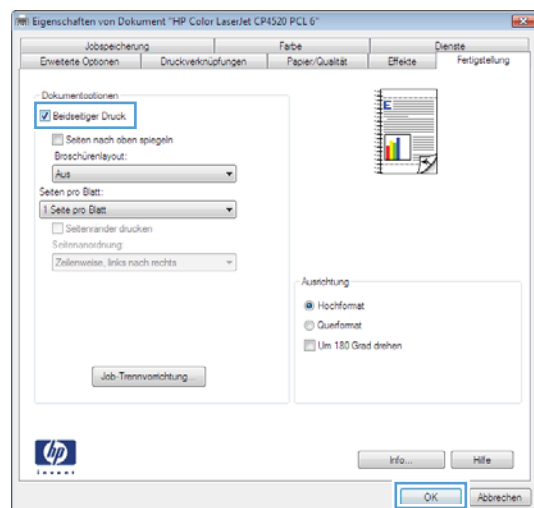 Eigenschaften von Dokument "HP Color LaserJet CP4520 PCL 6"
Jobspeicherung Farbe Dienste
Erweiterte Optionen Druckverknüpfungen Papier/Qualität Effekte Fertigstellung
Dokumentoptionen
Beidseitiger Druck
Seiten nach oben spiegeln
Broschürenlayout:
Aus
Seiten pro Blatt:
1 Seite pro Blatt
Seitenränder drucken
Seitenanordnung:
Zeilenweise, links nach rechts
Job-Trennvorrichtung...
E
Ausrichtung
Hochformat
Querformat
Um 180 Grad drehen
hp
invent
Info... Hilfe
OK Abbrechen